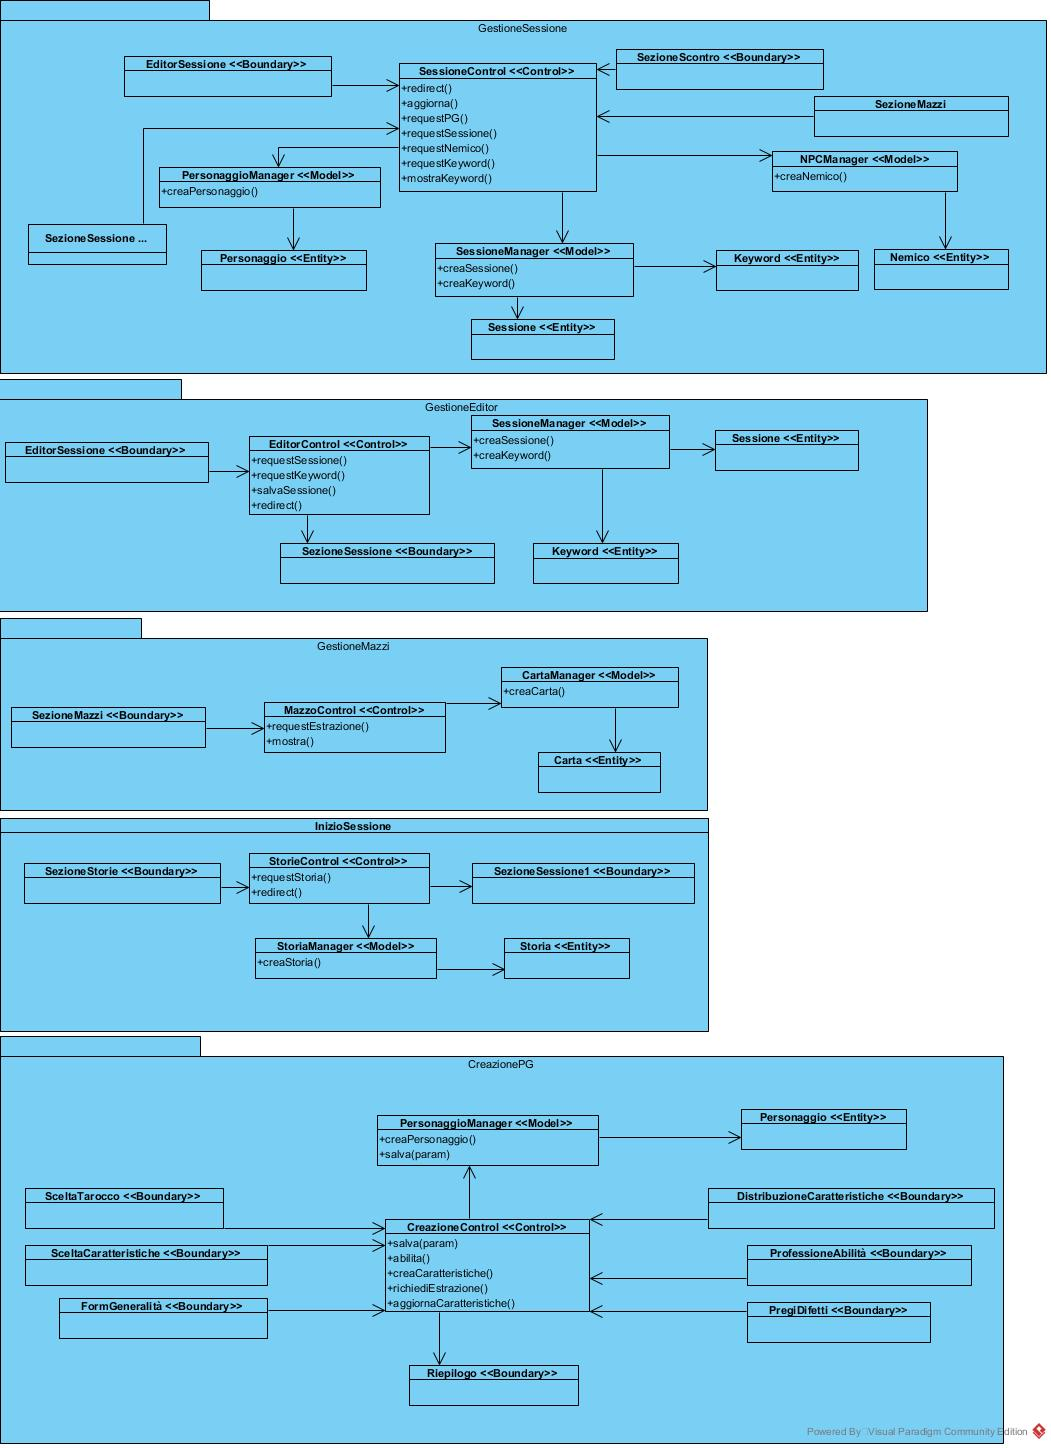 GestioneSessione
EditorSessione <<Boundary>>
SessioneControl <<Control>>
+redirect()
+aggiorna()
+requestPG()
+requestSessione()
+requestNemico()
+requestKeyword()
+mostraKeyword()
SezioneScontro <<Boundary>>
SezioneMazzi
NPCManager <<Model>>
+creaNemico()
PersonaggioManager <<Model>>
+creaPersonaggio()
SezioneSessione ...
Personaggio <<Entity>>
SessioneManager <<Model>>
+creaSessione()
+creaKeyword()
Keyword <<Entity>>
Nemico <<Entity>>
Sessione <<Entity>>
GestioneEditor
EditorSessione <<Boundary>>
EditorControl <<Control>>
+requestSessione()
+requestKeyword()
+salvaSessione()
+redirect()
SessioneManager <<Model>>
+creaSessione()
+creaKeyword()
Sessione <<Entity>>
SezioneSessione <<Boundary>>
Keyword <<Entity>>
GestioneMazzi
SezioneMazzi <<Boundary>>
MazzoControl <<Control>>
+requestEstrazione()
+mostra()
CartaManager <<Model>>
+creaCarta()
Carta <<Entity>>
InizioSessione
SezioneStorie <<Boundary>>
StorieControl <<Control>>
+requestStoria()
+redirect()
SezioneSessione1 <<Boundary>>
StoriaManager <<Model>>
+creaStoria()
Storia <<Entity>>
CreazionePG
PersonaggioManager <<Model>>
+creaPersonaggio()
+salva(param)
Personaggio <<Entity>>
SceltaTarocco <<Boundary>>
SceltaCaratteristiche <<Boundary>>
FormGeneralità <<Boundary>>
CreazioneControl <<Control>>
+salva(param)
+abilita()
+creaCaratteristiche()
+richiediEstrazione()
+aggiornaCaratteristiche()
DistribuzioneCaratteristiche <<Boundary>>
ProfessioneAbilità <<Boundary>>
PregiDifetti <<Boundary>>
Riepilogo <<Boundary>>
Powered By Visual Paradigm Community Edition